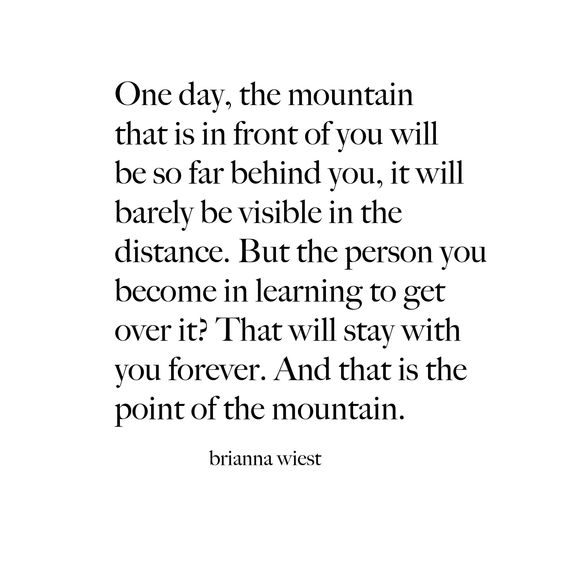 One day, the mountain
that is in front of you will
be so far behind you, it will
barely be visible in the
distance. But the person you
become in learning to get
over it? That will stay with
you forever. And that is the
point of the mountain.
brianna wiest